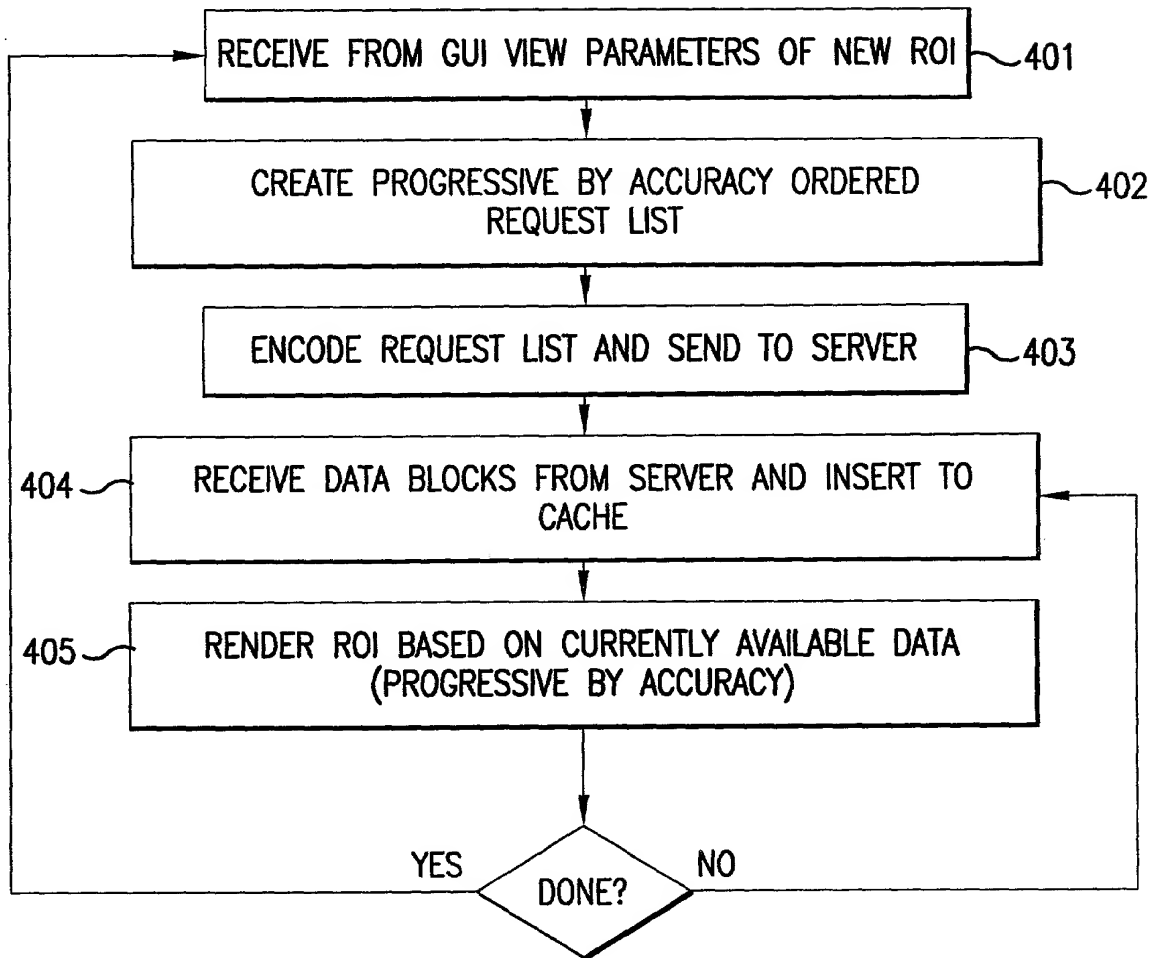 RECEIVE FROM GUI VIEW PARAMETERS OF NEW ROI
401
CREATE PROGRESSIVE BY ACCURACY ORDERED
REQUEST LIST
402
ENCODE REQUEST LIST AND SEND TO SERVER
403
404
RECEIVE DATA BLOCKS FROM SERVER AND INSERT TO
CACHE
405
RENDER ROI BASED ON CURRENTLY AVAILABLE DATA
(PROGRESSIVE BY ACCURACY)
YES
DONE?
NO